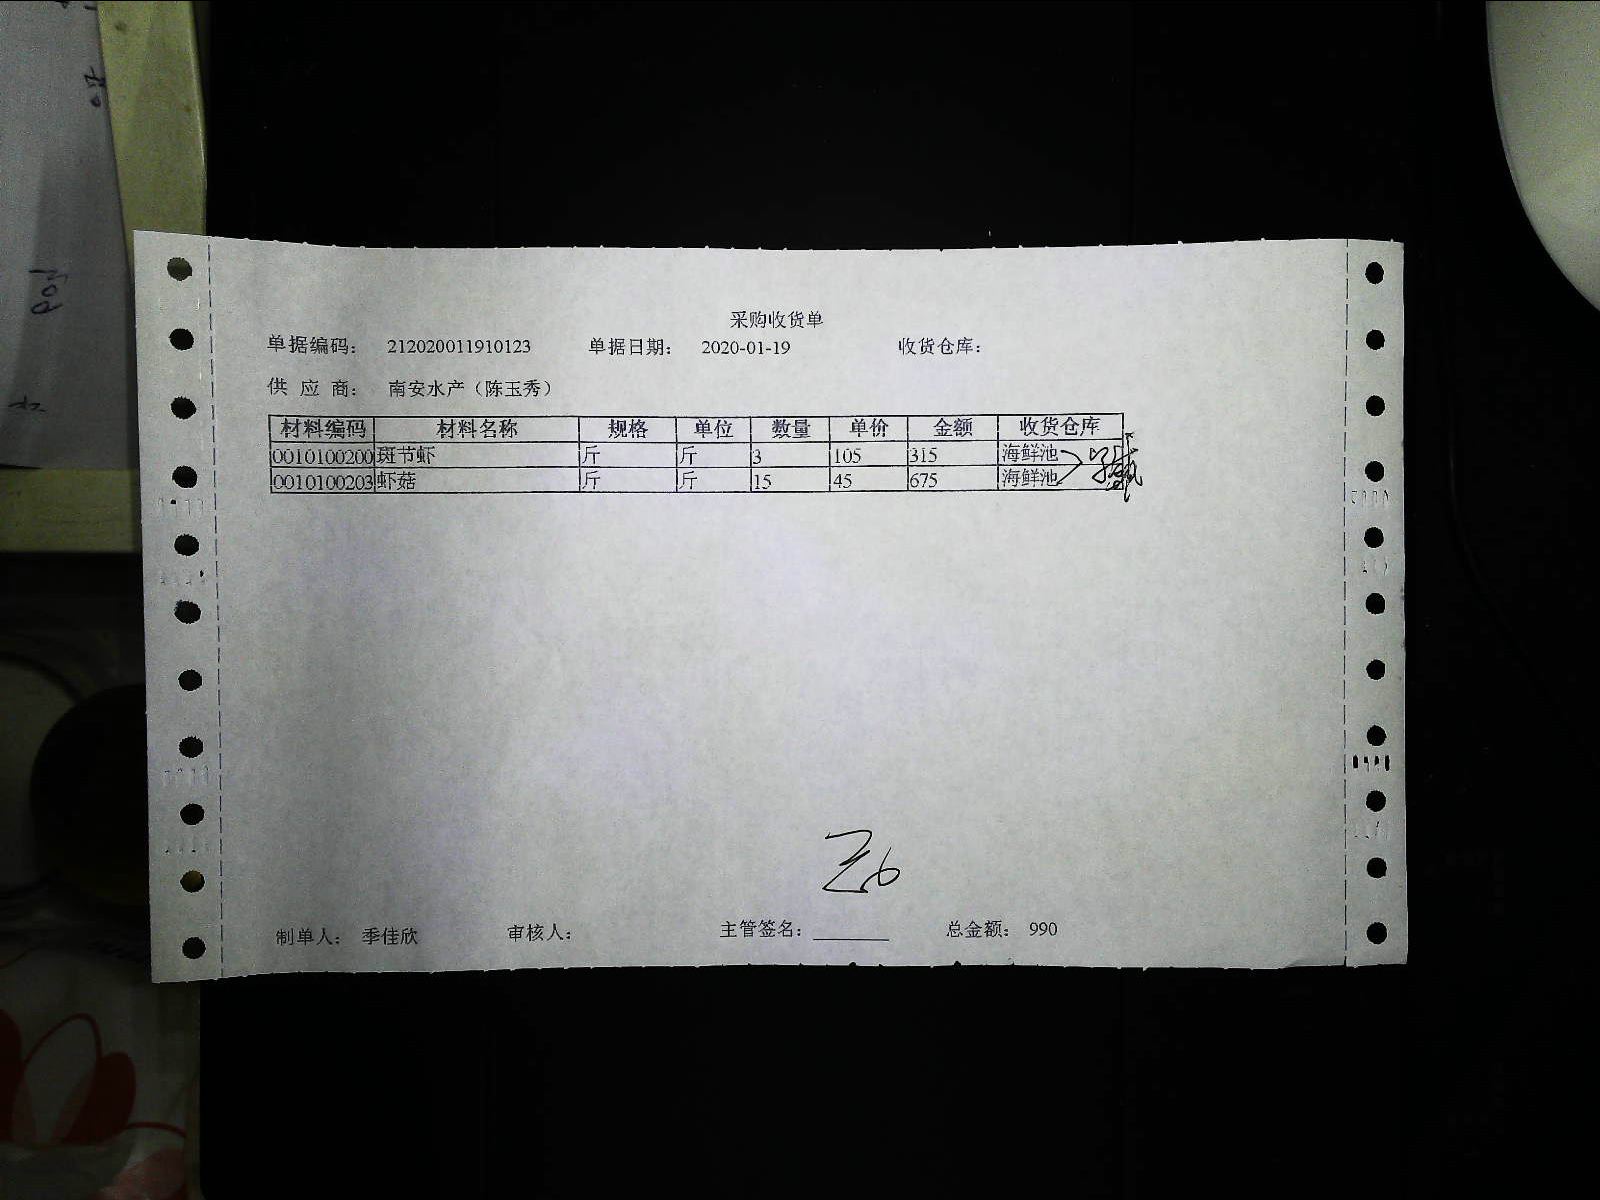 采购收货单
单据编码： 212020011910123 单据日期： 2020-01-19 收货仓库：
供 应 商： 南安水产（陈玉秀）
材料编码 材料名称 规格 单位 数量 单价 金额 收货仓库
0010100200 斑节虾 斤 斤 3 105 315 海鲜池
0010100203 虾菇 斤 斤 15 45 675 海鲜池
制单人： 季佳欣 审核人： 主管签名： 总金额： 990